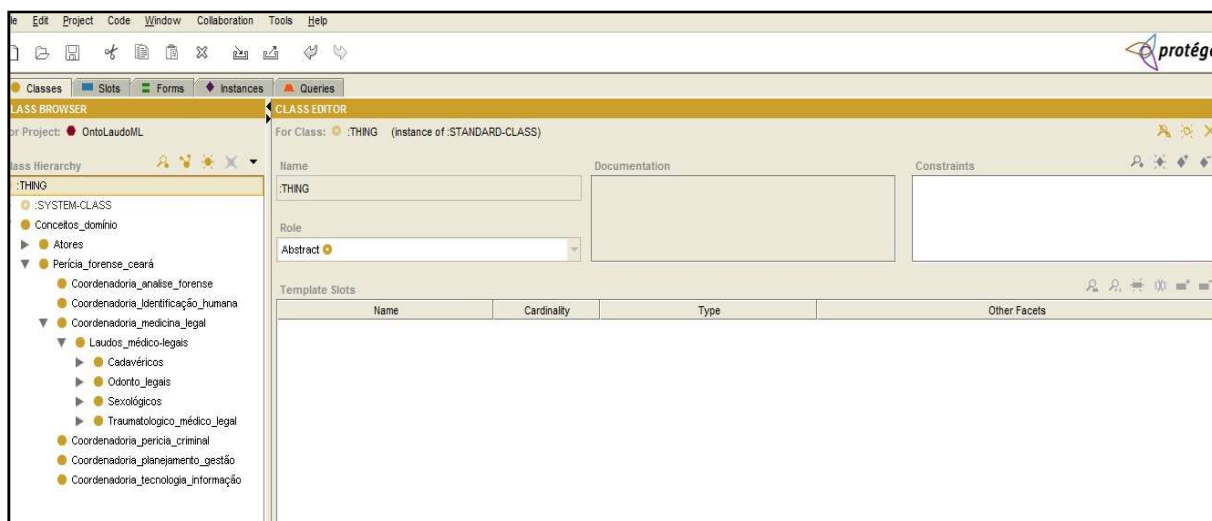 le Edit Project Code Window Collaboration Tools Help
protégé
Classes Slots Forms Instances Queries
LASS BROWSER
CLASS EDITOR
or Project: OntoLaudoML
For Class: :THING (instance of :STANDARD-CLASS)
lass Hierarchy
Name Documentation Constraints
:THING
:THING
:SYSTEM-CLASS
Conceitos_domínio
Role
Atores
Abstract
Perícia_forense_ceará
Coordenadoria_analise_forense
Template Slots
Coordenadoria_Identificação_humana
Name Cardinality Type Other Facets
Coordenadoria_medicina_legal
Laudos_médico-legais
Cadavéricos
Odonto_legais
Sexológicos
Traumatologico_médico_legal
Coordenadoria_pericia_criminal
Coordenadoria_planejamento_gestão
Coordenadoria_tecnologia_informação